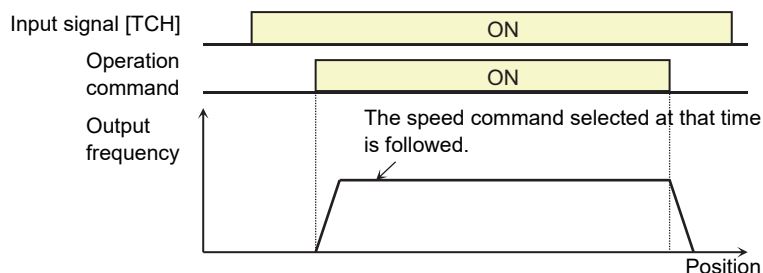 Input signal [TCH]
ON
Operation
command
ON
Output
frequency
The speed command selected at that time
is followed.
Position